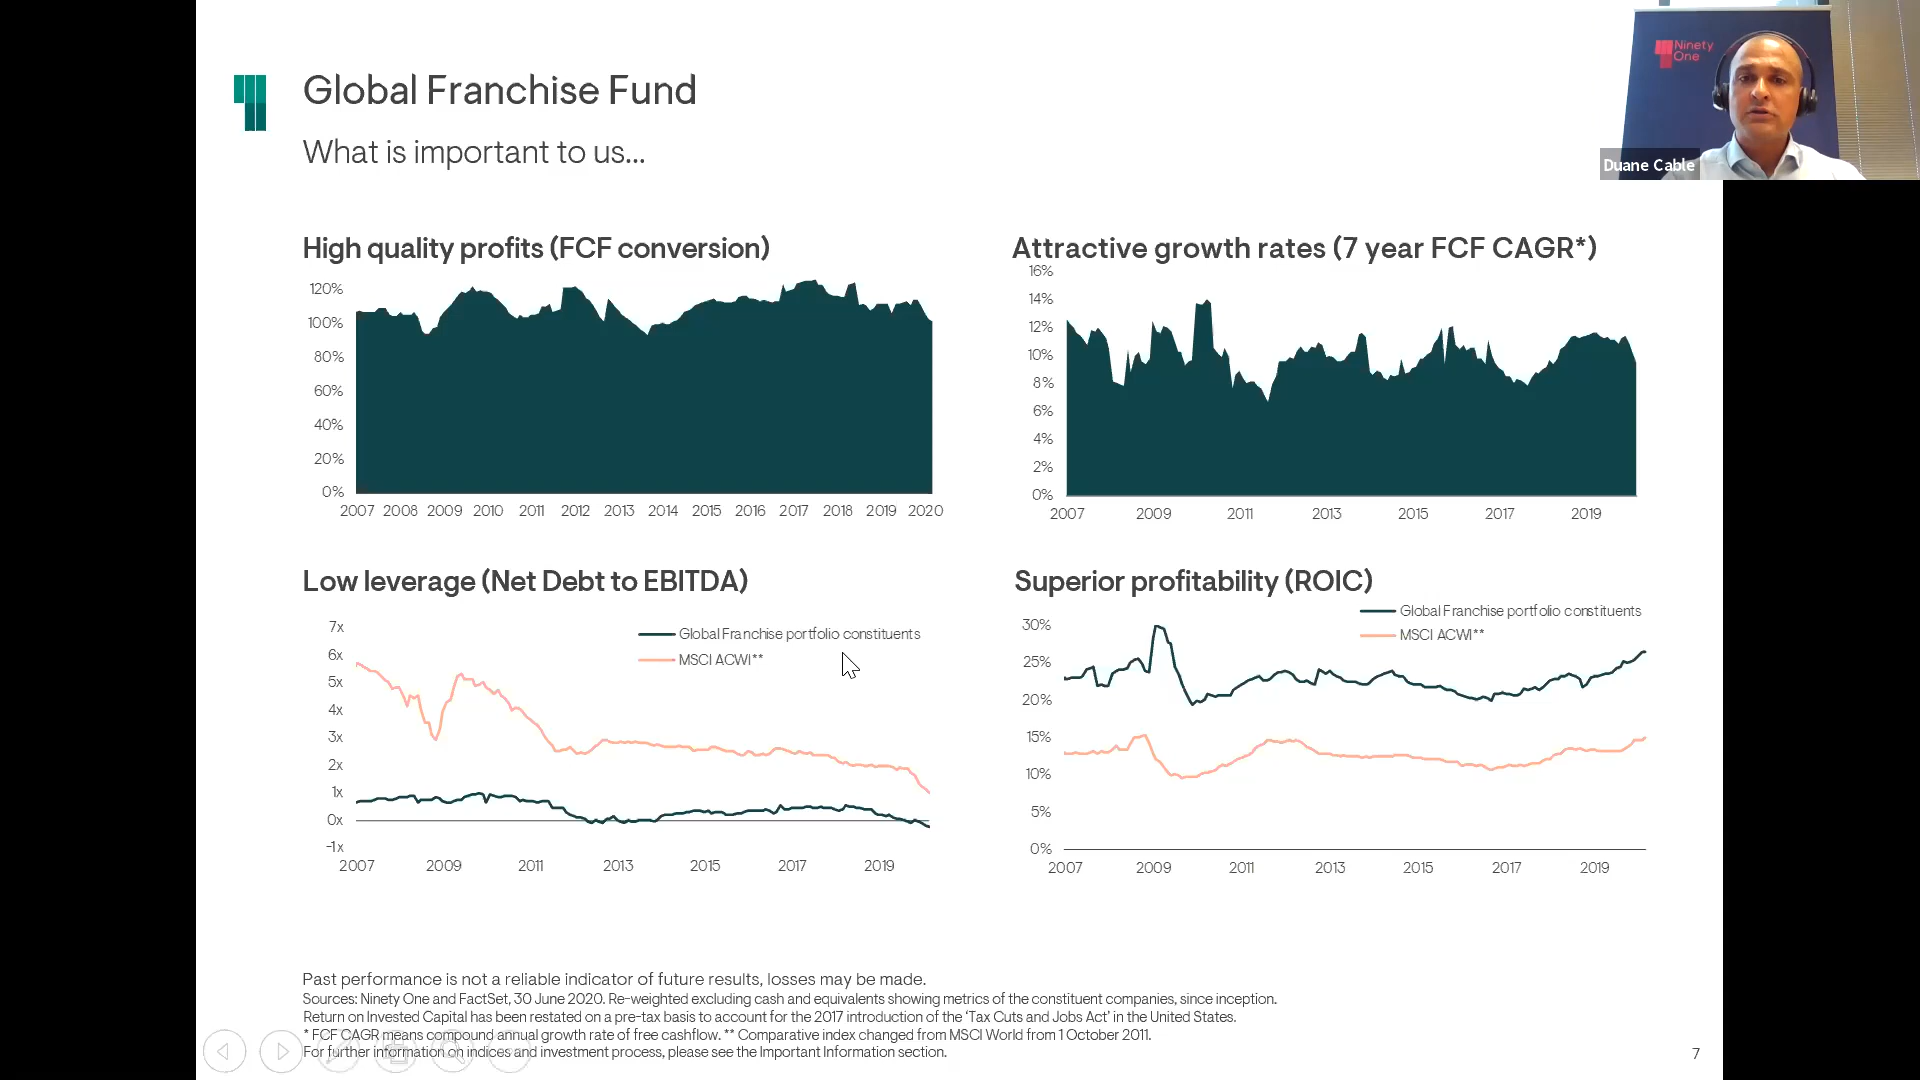 Global Franchise Fund
What is important to us...
Ninety
One
Duane Cable
High quality profits (FCF conversion)
120%
100%
80%
60%
40%
20%
0%
2007 2008 2009 2010 2011 2012 2013 2014 2015 2016 2017 2018 2019 2020
Attractive growth rates (7 year FCF CAGR*)
16%
14%
12%
10%
8%
6%
4%
2%
0%
2007 2009 2011 2013 2015 2017 2019
Low leverage (Net Debt to EBITDA)
Global Franchise portfolio constituents
MSCI ACWI**
7x
6x
5x
4x
3x
2x
1x
0x
-1x
2007 2009 2011 2013 2015 2017 2019
Superior profitability (ROIC)
Global Franchise portfolio constituents
MSCI ACWI**
30%
25%
20%
15%
10%
5%
0%
2007 2009 2011 2013 2015 2017 2019
Past performance is not a reliable indicator of future results, losses may be made.
Sources: Ninety One and FactSet, 30 June 2020. Re-weighted excluding cash and equivalents showing metrics of the constituent companies, since inception.
Return on Invested Capital has been restated on a pre-tax basis to account for the 2017 introduction of the 'Tax Cuts and Jobs Act' in the United States.
* FCF CAGR means compound annual growth rate of free cashflow. ** Comparative index changed from MSCI World from 1 October 2011.
For further information on indices and investment process, please see the Important Information section.
7